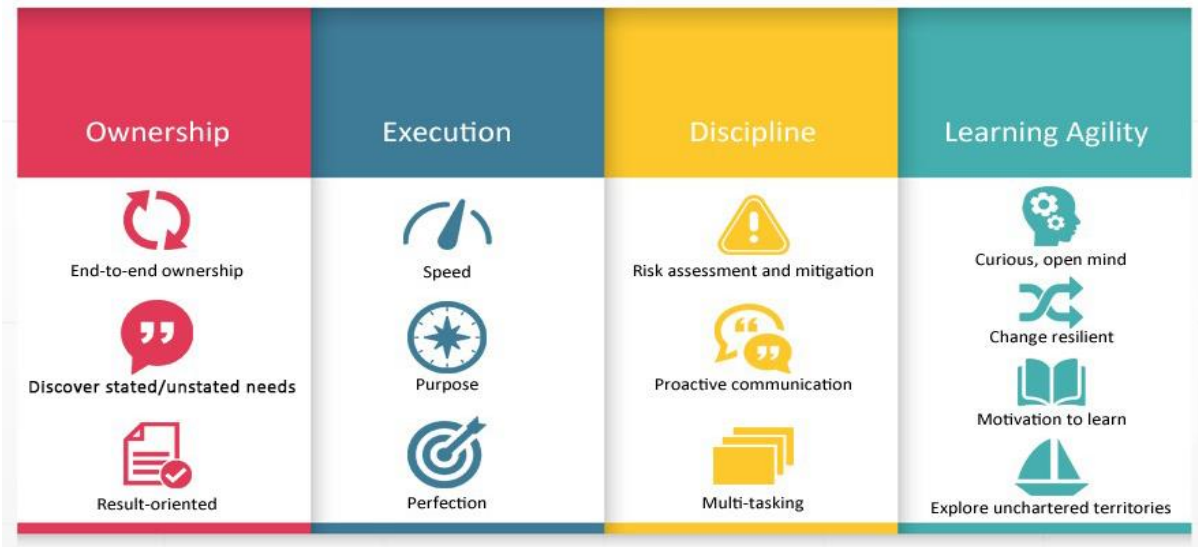 Ownership
End-to-end ownership
Discover stated/unstated needs
Result-oriented
Execution
Speed
Purpose
Perfection
Discipline
Risk assessment and mitigation
Proactive communication
Multi-tasking
Learning Agility
Curious, open mind
Change resilient
Motivation to learn
Explore unchartered territories